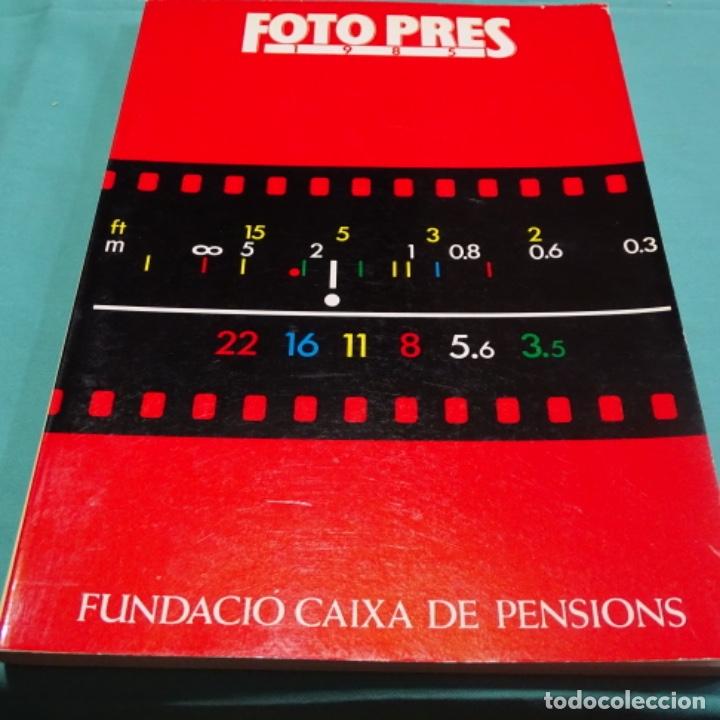 FOTO PRES
1985
ft 15 5 3 2
m ∞ 5 2 1 0.8 0.6 0.3
22 16 11 8 5.6 3.5
FUNDACIÓ CAIXA DE PENSIONS
todocoleccion